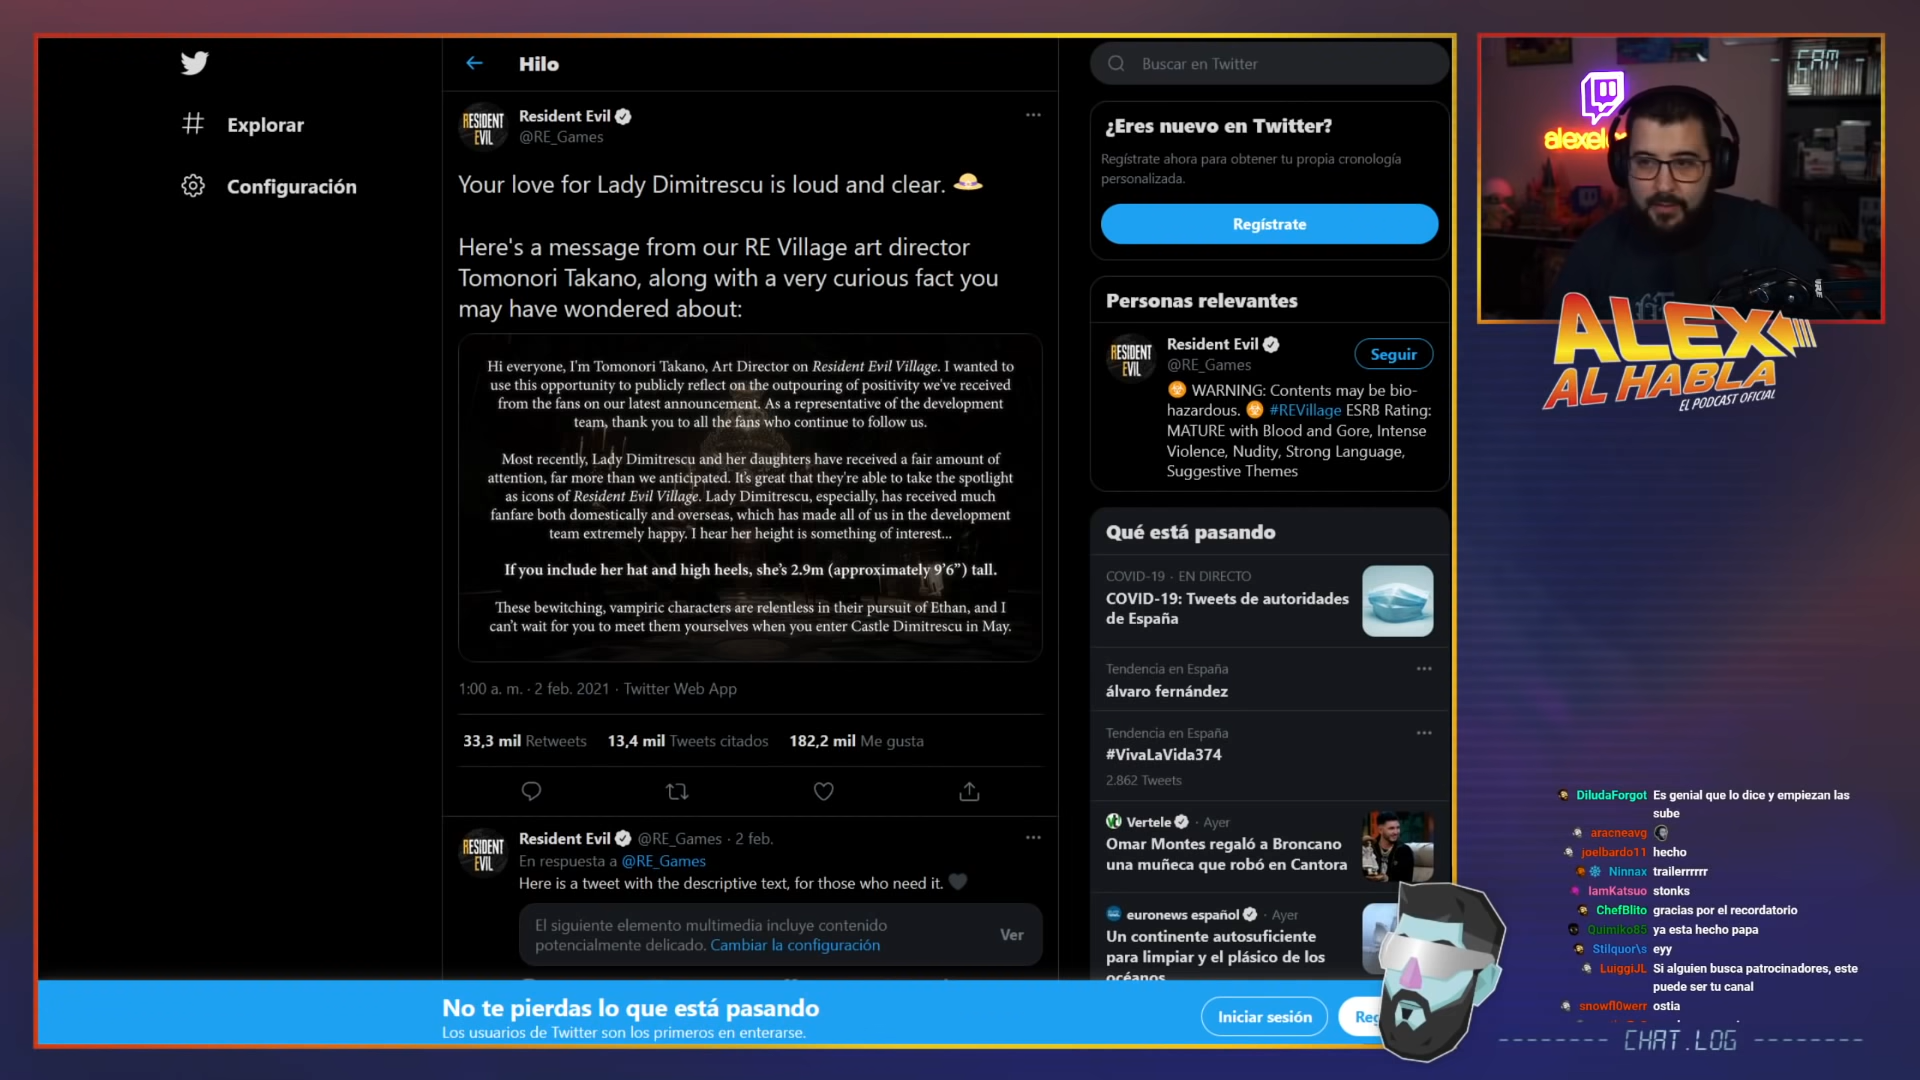 Hilo
Explorar
Configuración
RESIDENT
EVIL
Resident Evil
@RE_Games
Your love for Lady Dimitrescu is loud and clear.
Here's a message from our RE Village art director
Tomonori Takano, along with a very curious fact you
may have wondered about:
Hi everyone, I'm Tomonori Takano, Art Director on Resident Evil Village. I wanted to
use this opportunity to publicly reflect on the outpouring of positivity we've received
from the fans on our latest announcement. As a representative of the development
team, thank you to all the fans who continue to follow us.
Most recently, Lady Dimitrescu and her daughters have received a fair amount of
attention, far more than we anticipated. It's great that they're able to take the spotlight
as icons of Resident Evil Village. Lady Dimitrescu, especially, has received much
fanfare both domestically and overseas, which has made all of us in the development
team extremely happy. I hear her height is something of interest...
If you include her hat and high heels, she's 2.9m (approximately 9'6") tall.
These bewitching, vampiric characters are relentless in their pursuit of Ethan, and I
can't wait for you to meet them yourselves when you enter Castle Dimitrescu in May.
1:00 a. m. · 2 feb. 2021 · Twitter Web App
33,3 mil Retweets 13,4 mil Tweets citados 182,2 mil Me gusta
RESIDENT
EVIL
Resident Evil @RE_Games · 2 feb.
En respuesta a @RE_Games
Here is a tweet with the descriptive text, for those who need it.
El siguiente elemento multimedia incluye contenido
potencialmente delicado. Cambiar la configuración
Ver
Buscar en Twitter
¿Eres nuevo en Twitter?
Regístrate ahora para obtener tu propia cronología
personalizada.
Regístrate
Personas relevantes
RESIDENT
EVIL
Resident Evil
@RE_Games
Seguir
WARNING: Contents may be bio-
hazardous. #REVillage ESRB Rating:
MATURE with Blood and Gore, Intense
Violence, Nudity, Strong Language,
Suggestive Themes
Qué está pasando
COVID-19 · EN DIRECTO
COVID-19: Tweets de autoridades
de España
Tendencia en España
álvaro fernández
Tendencia en España
#VivaLaVida374
2.862 Tweets
Vertele · Ayer
Omar Montes regaló a Broncano
una muñeca que robó en Cantora
euronews español · Ayer
Un continente autosuficiente
para limpiar y el plásico de los
océanos
No te pierdas lo que está pasando
Los usuarios de Twitter son los primeros en enterarse.
Iniciar sesión
- CAM -
ALEX
AL HABLA
EL PODCAST OFICIAL
DiludaForgot Es genial que lo dice y empiezan las
sube
aracneavg
joelbardo11 hecho
Ninnax trailerrrrrr
IamKatsuo stonks
ChefBlito gracias por el recordatorio
Quimiko85 ya esta hecho papa
Stilquor\s eyy
LuiggiJL Si alguien busca patrocinadores, este
puede ser tu canal
snowfl0werr ostia
-------- CHAT.LOG --------